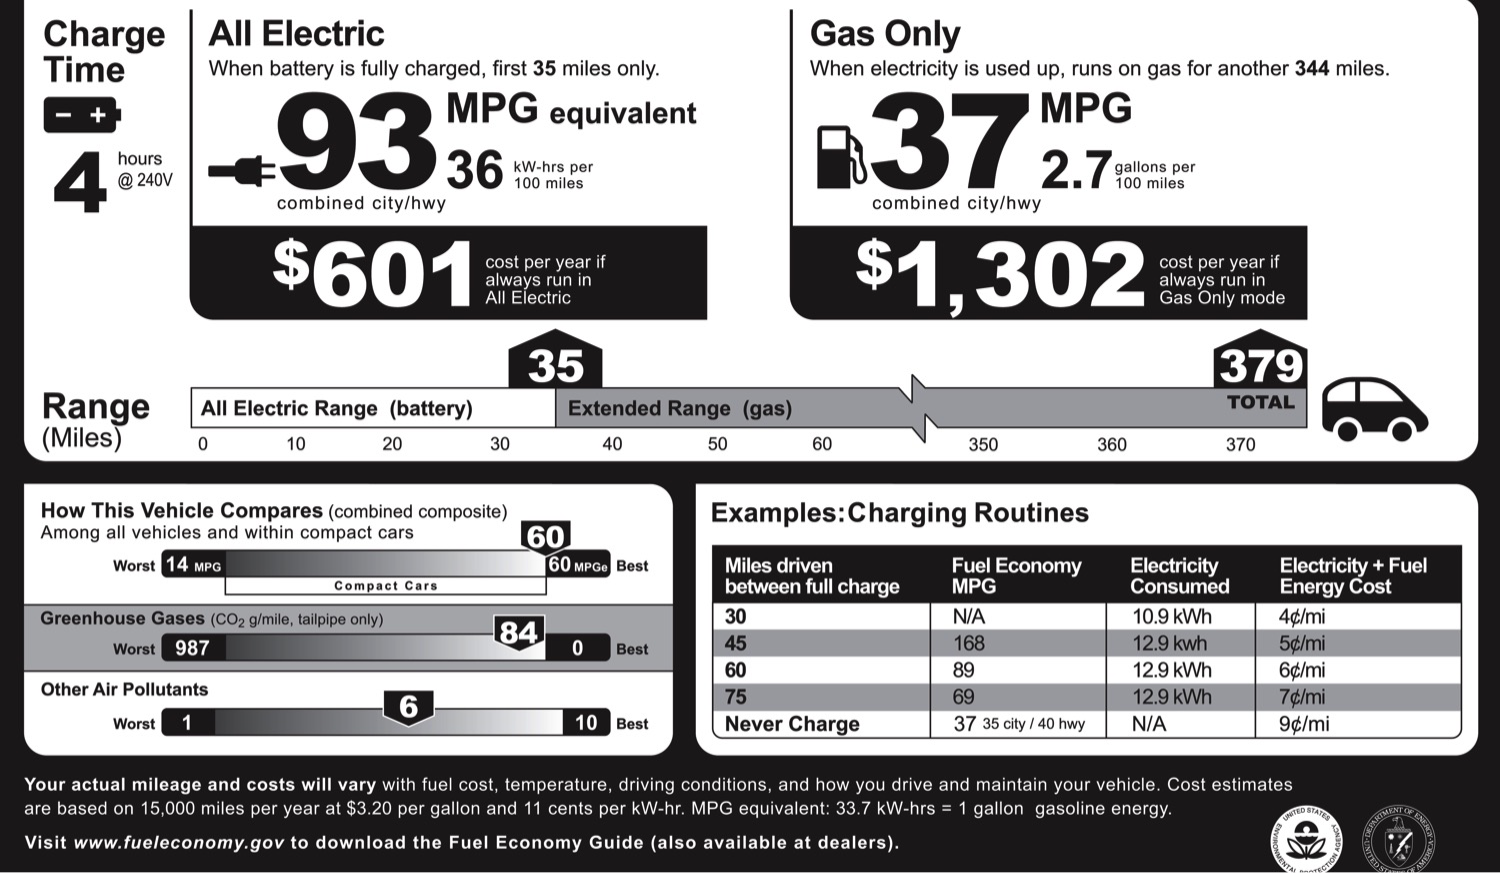 Charge
Time
- +
4 hours
@ 240V
All Electric
When battery is fully charged, first 35 miles only.
93 MPG equivalent
36 kW-hrs per
100 miles
combined city/hwy
$601 cost per year if
always run in
All Electric
Gas Only
When electricity is used up, runs on gas for another 344 miles.
37 MPG
2.7 gallons per
100 miles
combined city/hwy
$1,302 cost per year if
always run in
Gas Only mode
35
379
Range
(Miles)
All Electric Range (battery)
Extended Range (gas)
TOTAL
0 10 20 30 40 50 60 350 360 370
How This Vehicle Compares (combined composite)
Among all vehicles and within compact cars
60
Worst 14 MPG 60 MPGe Best
Compact Cars
Greenhouse Gases (CO2 g/mile, tailpipe only)
84
Worst 987 0 Best
Other Air Pollutants
6
Worst 1 10 Best
Examples:Charging Routines
Miles driven
between full charge
Fuel Economy
MPG
Electricity
Consumed
Electricity + Fuel
Energy Cost
30 N/A 10.9 kWh 4¢/mi
45 168 12.9 kwh 5¢/mi
60 89 12.9 kWh 6¢/mi
75 69 12.9 kWh 7¢/mi
Never Charge 37 35 city / 40 hwy N/A 9¢/mi
Your actual mileage and costs will vary with fuel cost, temperature, driving conditions, and how you drive and maintain your vehicle. Cost estimates
are based on 15,000 miles per year at $3.20 per gallon and 11 cents per kW-hr. MPG equivalent: 33.7 kW-hrs = 1 gallon gasoline energy.
Visit www.fueleconomy.gov to download the Fuel Economy Guide (also available at dealers).
UNITED STATES
ENVIRONMENTAL PROTECTION AGENCY
DEPARTMENT OF ENERGY
UNITED STATES OF AMERICA